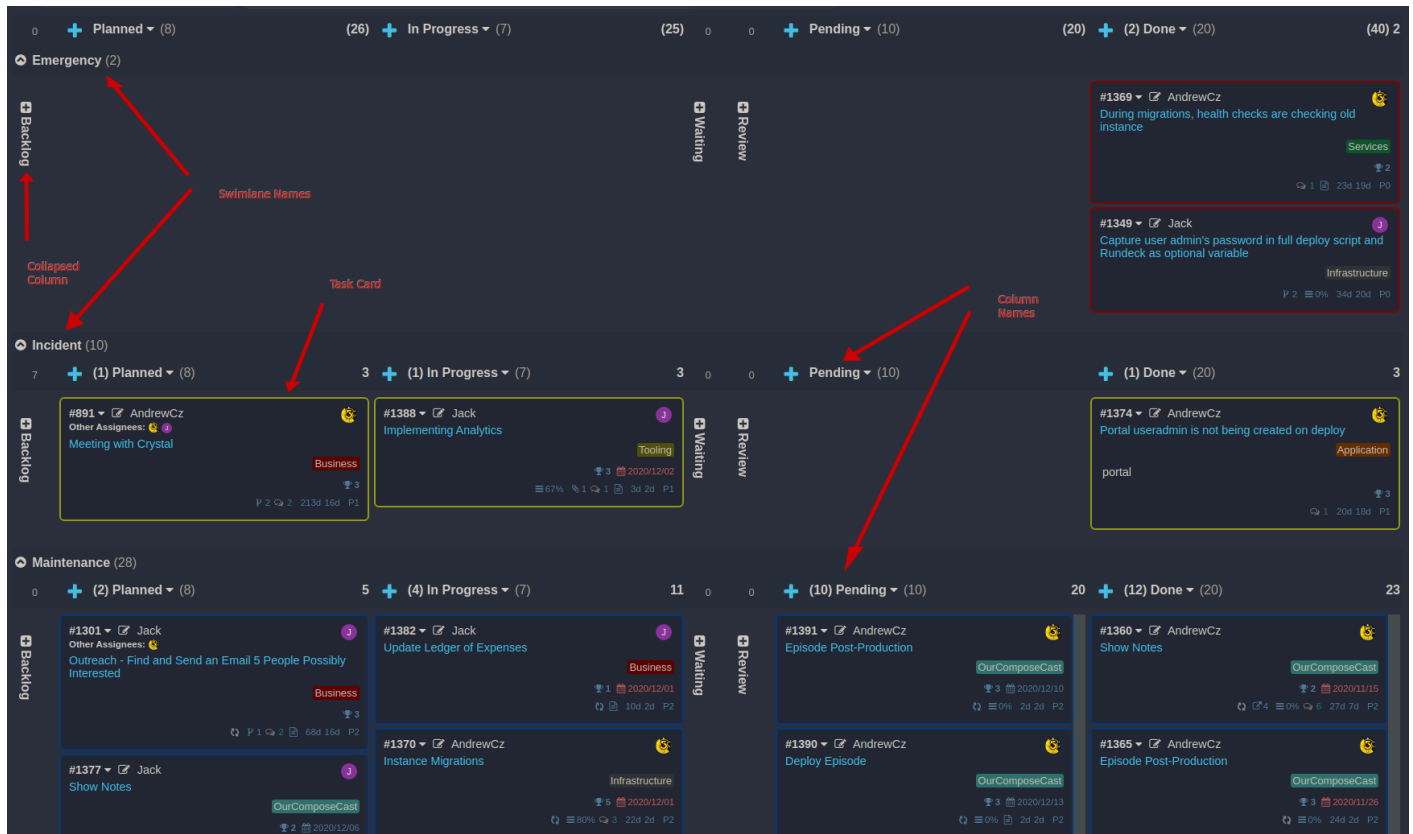 0 Planned (8) (26) In Progress (7) (25) 0 0 Pending (10) (20) (2) Done (20) (40) 2
Emergency (2)
Backlog
Waiting
Review
#1369 AndrewCz
During migrations, health checks are checking old
instance
Services
2
1 23d 19d P0
#1349 Jack
J
Capture user admin's password in full deploy script and
Rundeck as optional variable
Infrastructure
2 0% 34d 20d P0
Swimlane Names
Collapsed
Column
Task Card
Column
Names
Incident (10)
7 (1) Planned (8) 3 (1) In Progress (7) 3 0 0 Pending (10) (1) Done (20) 3
Backlog
#891 AndrewCz
Other Assignees: J
Meeting with Crystal
Business
3
2 2 213d 16d P1
#1388 Jack
J
Implementing Analytics
Tooling
3 2020/12/02
67% 1 1 3d 2d P1
Waiting
Review
#1374 AndrewCz
Portal useradmin is not being created on deploy
Application
portal
3
1 20d 18d P1
Maintenance (28)
0 (2) Planned (8) 5 (4) In Progress (7) 11 0 0 (10) Pending (10) 20 (12) Done (20) 23
Backlog
#1301 Jack
J
Other Assignees:
Outreach - Find and Send an Email 5 People Possibly
Interested
Business
3
1 2 68d 16d P2
#1377 Jack
J
Show Notes
OurComposeCast
2 2020/12/06
#1382 Jack
J
Update Ledger of Expenses
Business
1 2020/12/01
10d 2d P2
#1370 AndrewCz
Instance Migrations
Infrastructure
5 2020/12/01
80% 3 22d 2d P2
Waiting
Review
#1391 AndrewCz
Episode Post-Production
OurComposeCast
3 2020/12/10
0% 2d 2d P2
#1390 AndrewCz
Deploy Episode
OurComposeCast
3 2020/12/13
0% 2d 2d P2
#1360 AndrewCz
Show Notes
OurComposeCast
2 2020/11/15
4 0% 6 27d 7d P2
#1365 AndrewCz
Episode Post-Production
OurComposeCast
3 2020/11/26
0% 24d 2d P2